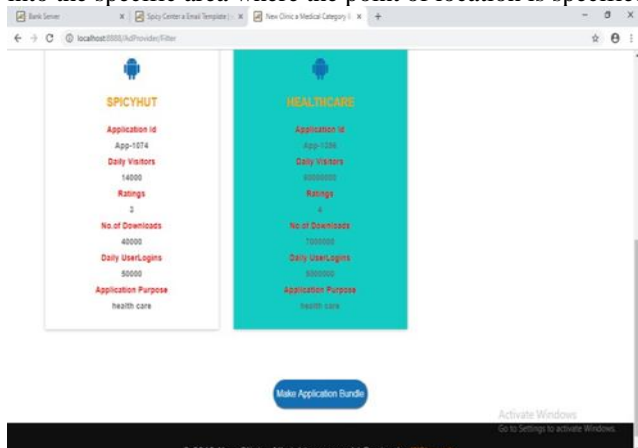 into the specific area where the point of location is specified
Bank Server
Spicy Center a Email Template
New Clinic a Medical Category
localhost:8888/AdProvider/Filter
SPICYHUT
Application Id
App-1074
Daily Visitors
14000
Ratings
3
No.of Downloads
40000
Daily UserLogins
50000
Application Purpose
health care
HEALTHCARE
Application Id
Daily Visitors
Ratings
4
No.of Downloads
7000000
Daily UserLogins
Application Purpose
health care
Make Application Bundle
Activate Windows
Go to Settings to activate Windows.